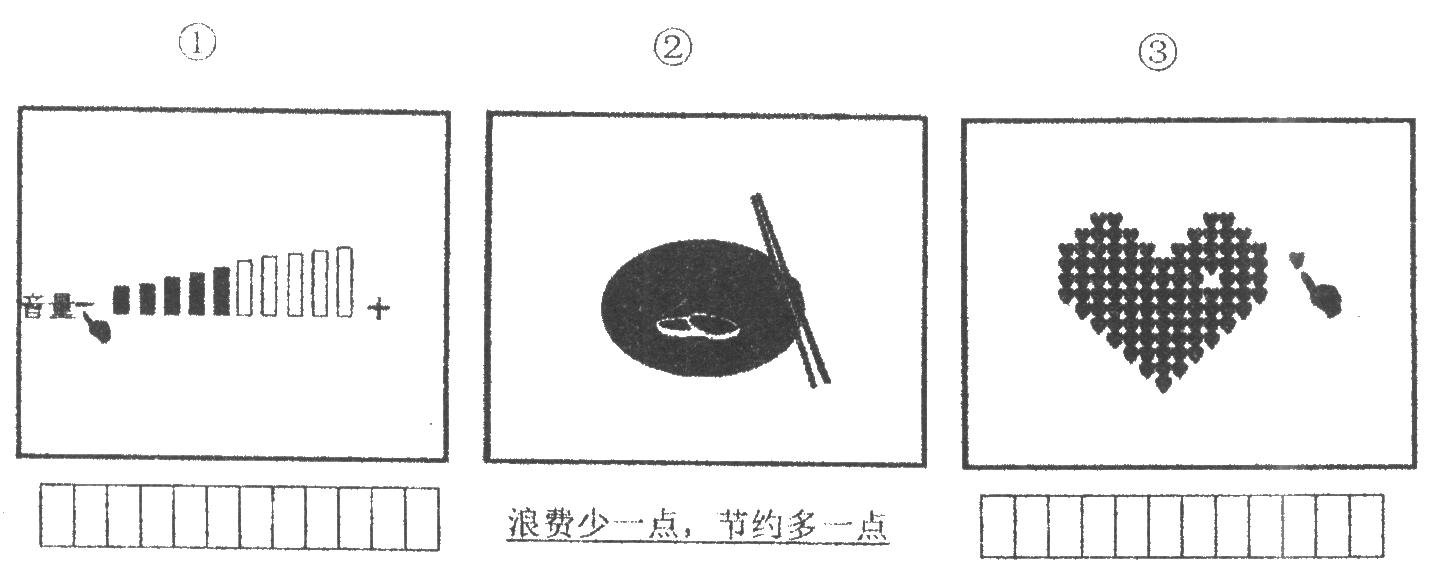 ① ② ③
音量- +
浪费少一点，节约多一点